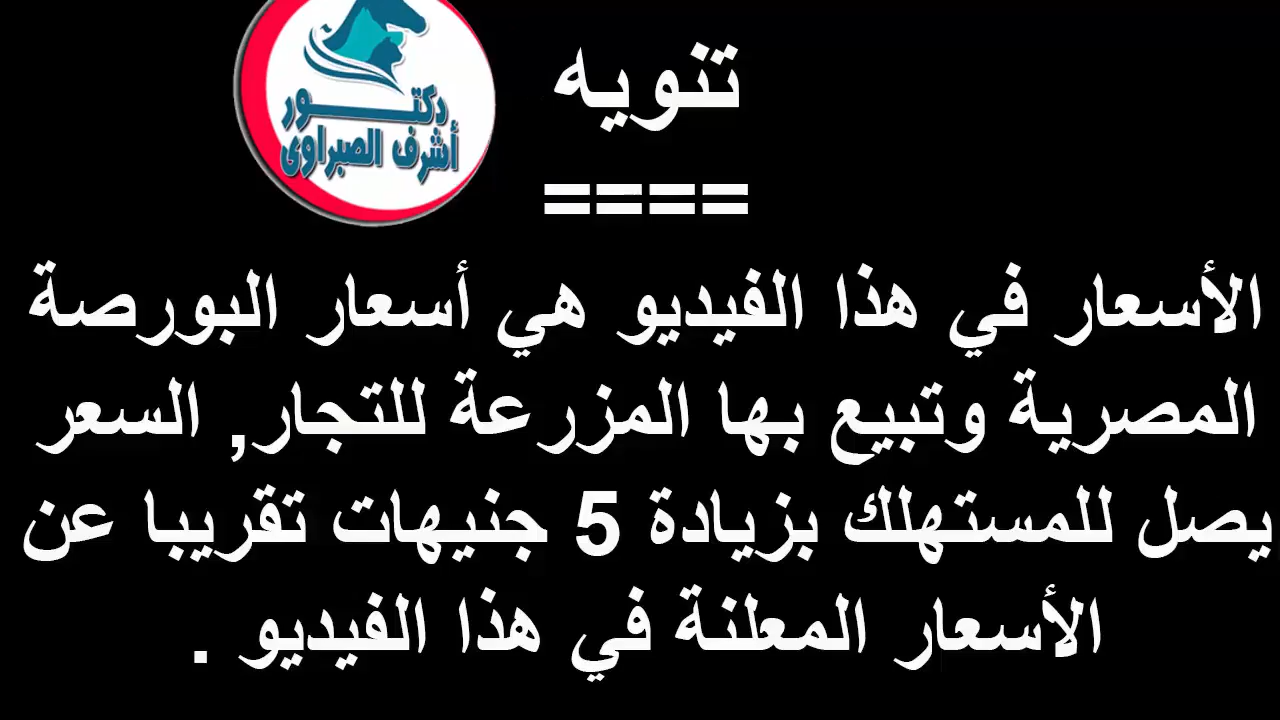 دكتور
أشرف الصبراوى
تنويه
====
الأسعار في هذا الفيديو هي أسعار البورصة
المصرية وتبيع بها المزرعة للتجار, السعر
يصل للمستهلك بزيادة 5 جنيهات تقريبا عن
الأسعار المعلنة في هذا الفيديو .